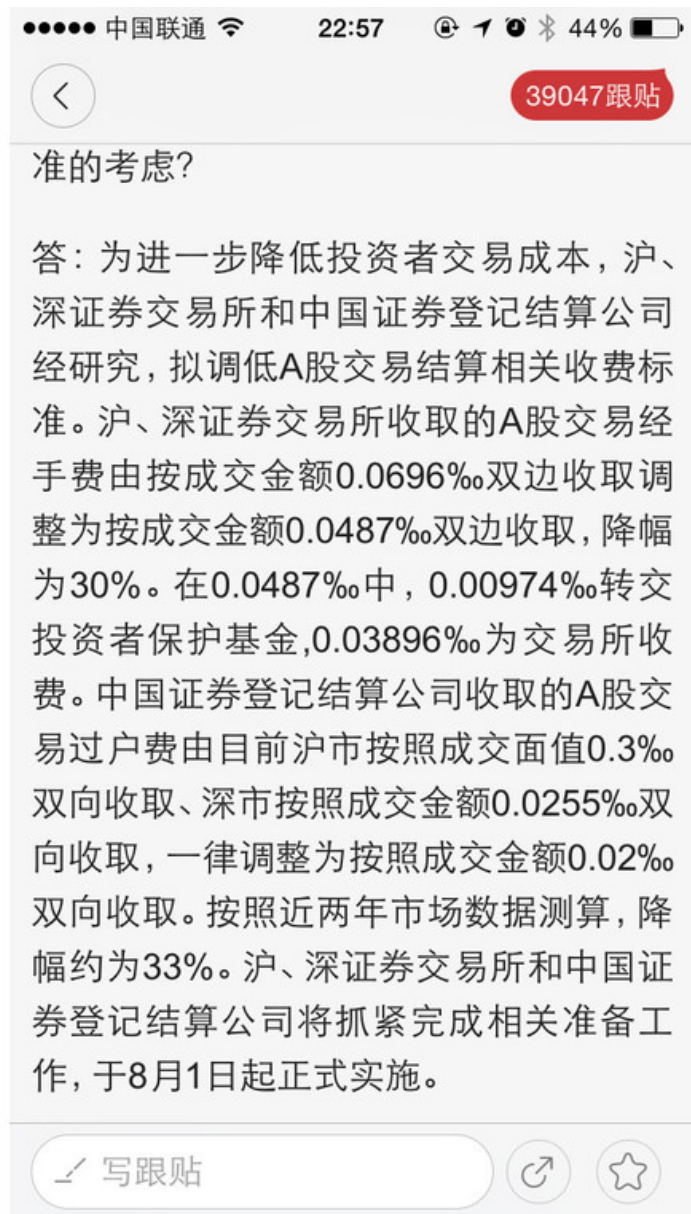 中国联通 22:57 44%
39047跟贴
准的考虑?
答：为进一步降低投资者交易成本，沪、
深证券交易所和中国证券登记结算公司
经研究，拟调低A股交易结算相关收费标
准。沪、深证券交易所收取的A股交易经
手费由按成交金额0.0696‰双边收取调
整为按成交金额0.0487‰双边收取，降幅
为30%。在0.0487‰中，0.00974‰转交
投资者保护基金,0.03896‰为交易所收
费。中国证券登记结算公司收取的A股交
易过户费由目前沪市按照成交面值0.3‰
双向收取、深市按照成交金额0.0255‰双
向收取，一律调整为按照成交金额0.02‰
双向收取。按照近两年市场数据测算，降
幅约为33%。沪、深证券交易所和中国证
券登记结算公司将抓紧完成相关准备工
作，于8月1日起正式实施。
写跟贴